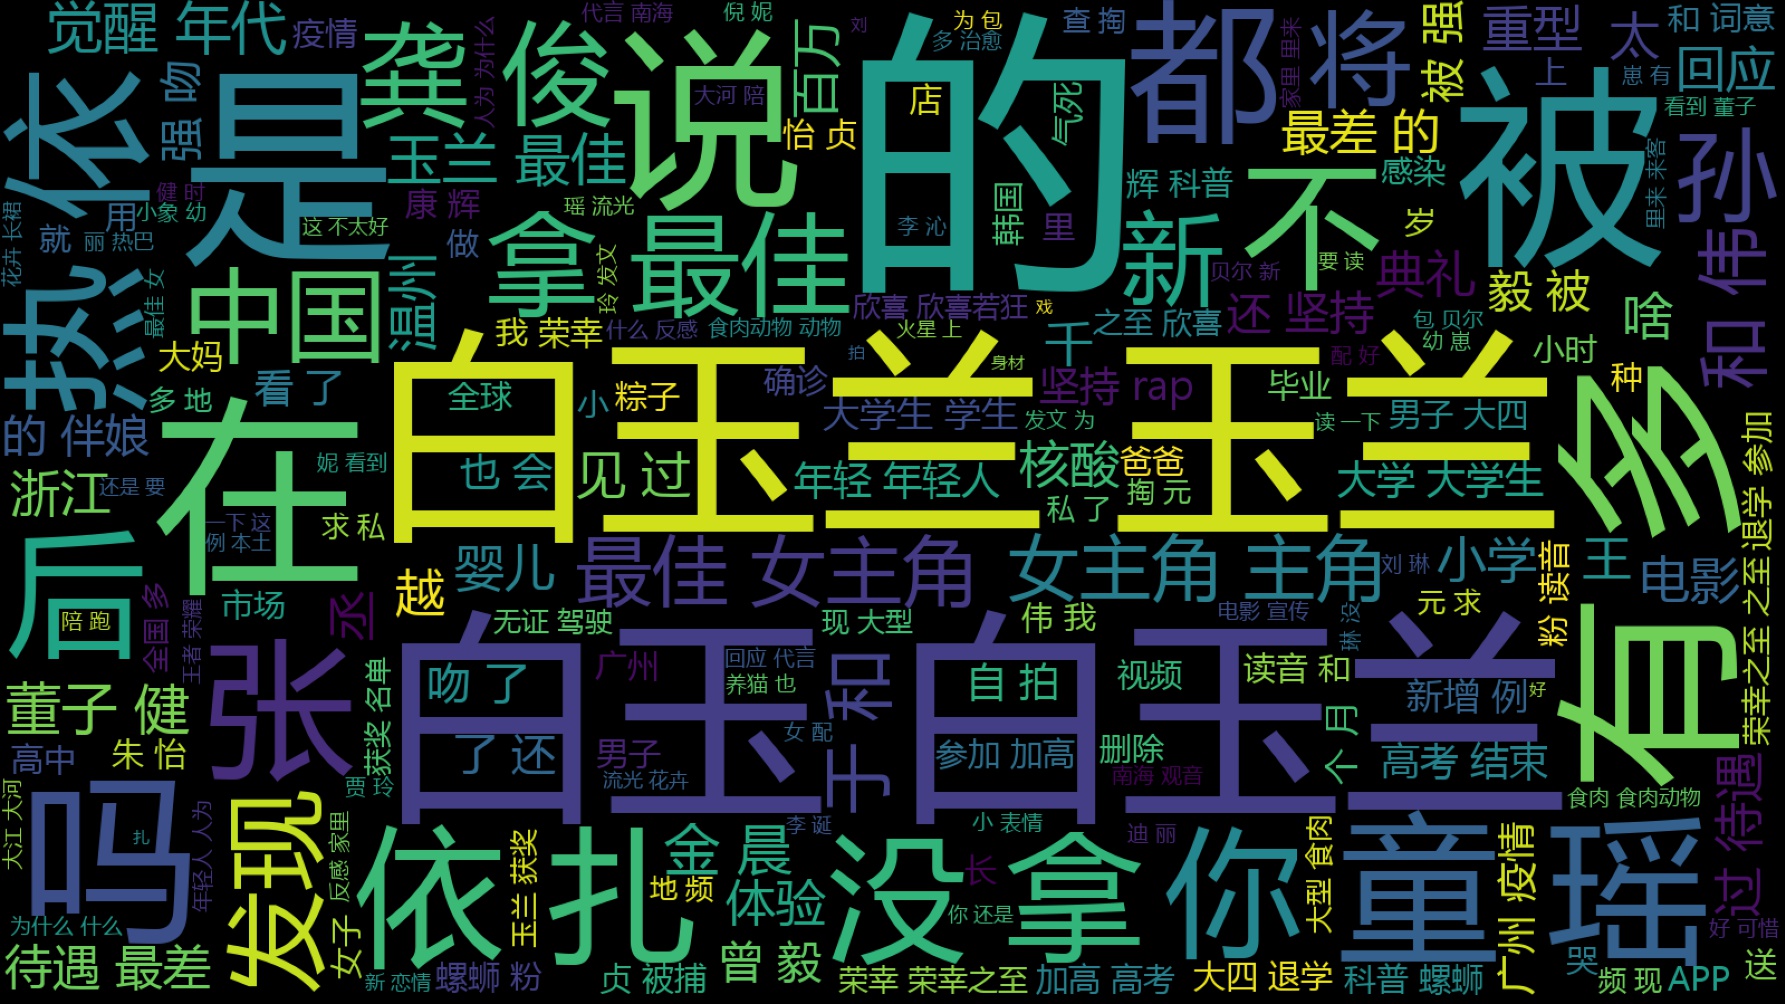 觉醒 年代
疫情
强 吻
是
龚 俊
说
代言 南海
倪 妮
刘
为什么
人为
大河 陪
百万
怡 贞
的
为 包
多 治愈
店
气死
查 掏
都
将
家里 里来
被 强
重型
太
上
和 词意
崽 有
回应
看到 董子
最差 的
被
里来 来客
孙
依
健 时
小象 幼
用
就
丽 热巴
花卉 长裙
玉兰 最佳
康 辉
瑶 流光
这 不太好
做
拿
最佳
玲 发文
李 沁
韩国
里
辉 科普
新
不
感染
岁
贝尔 新
要 读
典礼
还 坚持
毅 被
和 伟
啥
热
最佳 女
中国
温州
大妈
我 荣幸
什么 反感
食肉动物 动物
欣喜 欣喜若狂
戏
火星 上
千
之至 欣喜
包 贝尔
幼 崽
小时
多 地
看 了
的 伴娘
白玉兰 玉兰
全球
小
粽子
拍
确诊
身材
坚持 rap
配 好
毕业
种
大学生 学生
发文 为
读 一下
男子 大四
多
浙江
还是 要
在
妮 看到
一下 这
例 本土
求 私
也 会
见 过
年轻 年轻人
核酸
爸爸
掏 元
私 了
大学 大学生
退学 参加
后
陪 跑
市场
丞
越
婴儿
最佳 女主角
女主角 主角
刘 琳
小学
粉 读音
王
电影
全国 多
王者 荣耀
无证 驾驶
现 大型
伟 我
电影 宣传
琳 没
元 求
荣幸之至 之至
董子 健
张
获奖 名单
白玉 白玉兰
吻 了
广州
回应 代言
养猫 也
于 和
自 拍
视频
读音 和
新增 例
好
有
高中
朱 怡
贾 玲
了 还
男子
流光 花卉
女 配
参加 加高
删除
南海 观音
个 月
高考 结束
食肉 食肉动物
过 待遇
大江 大河
吗
扎
年轻人 人为
发现
反感 家里
李 诞
小 表情
迪 丽
依 扎
玉兰 获奖
金 晨
地 频
体验
没 拿
长
你 还是
你
大型 食肉
童 瑶
广州 疫情
好 可惜
为什么 什么
待遇 最差
女子
新 恋情
螺蛳 粉
贞 被捕
曾 毅
荣幸 荣幸之至
加高 高考
大四 退学
科普 螺蛳
哭
频 现
APP
送